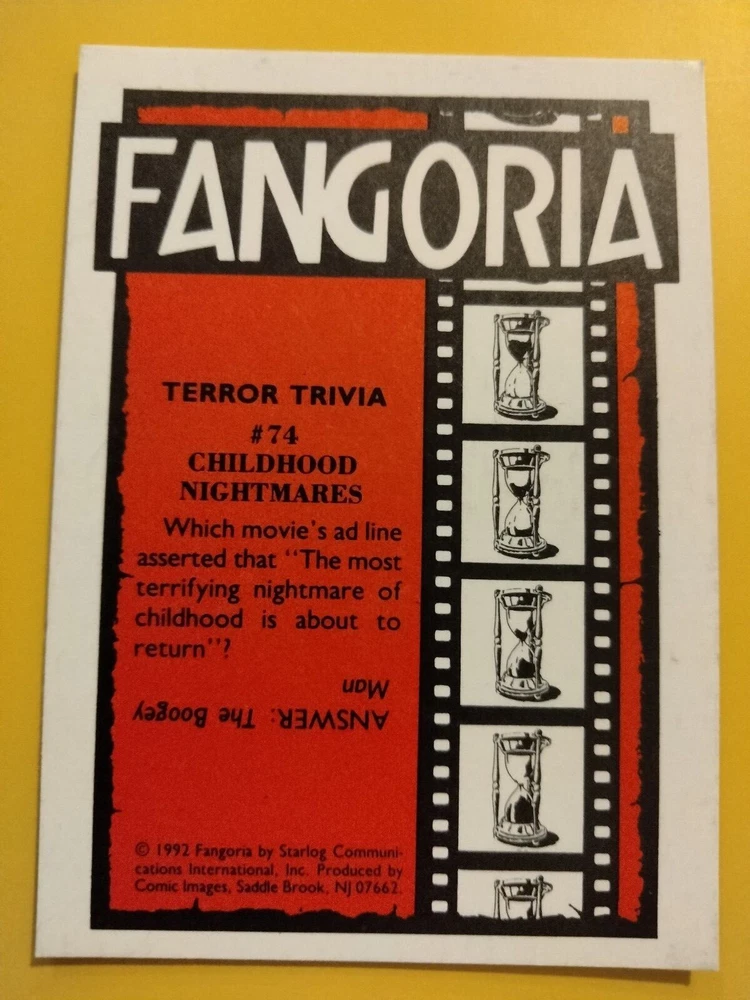 FANGORIA
TERROR TRIVIA
#74
CHILDHOOD
NIGHTMARES
Which movie's ad line
asserted that "The most
terrifying nightmare of
childhood is about to
return"?
ANSWER: The Boogey
Man
© 1992 Fangoria by Starlog Communi-
cations International, Inc. Produced by
Comic Images, Saddle Brook, NJ 07662.